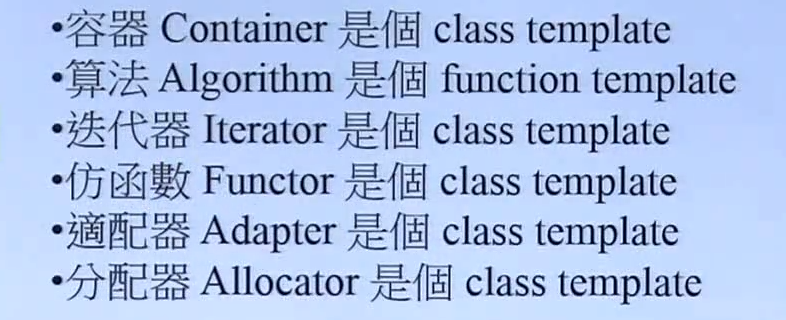 •容器 Container 是個 class template
•算法 Algorithm 是個 function template
•迭代器 Iterator 是個 class template
•仿函數 Functor 是個 class template
•適配器 Adapter 是個 class template
•分配器 Allocator 是個 class template